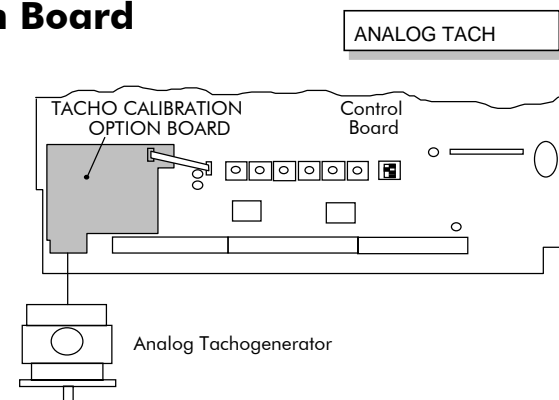 Board
ANALOG TACH
TACHO CALIBRATION
OPTION BOARD
Control
Board
Analog Tachogenerator